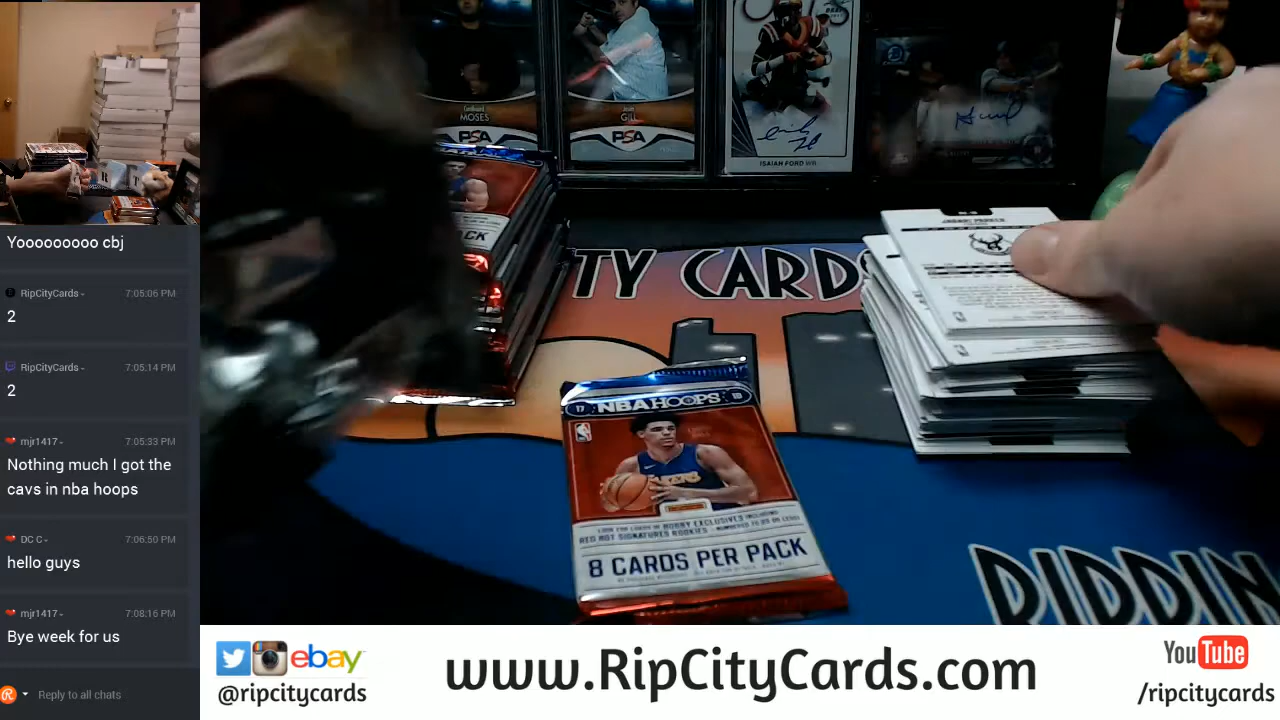 Yooooooooo cbj
RipCityCards 7:05:06 PM
2
RipCityCards 7:05:14 PM
2
mjr1417 7:05:33 PM
Nothing much I got the
cavs in nba hoops
DC C 7:06:50 PM
hello guys
mjr1417 7:08:16 PM
Bye week for us
Reply to all chats
MOSES
PSA
GILL
PSA
ISAIAH FORD WR
CK
TY CARDS
17 NBA HOOPS 18
8 CARDS PER PACK
RIPPIN
ebay
@ripcitycards
www.RipCityCards.com
YouTube
/ripcitycards